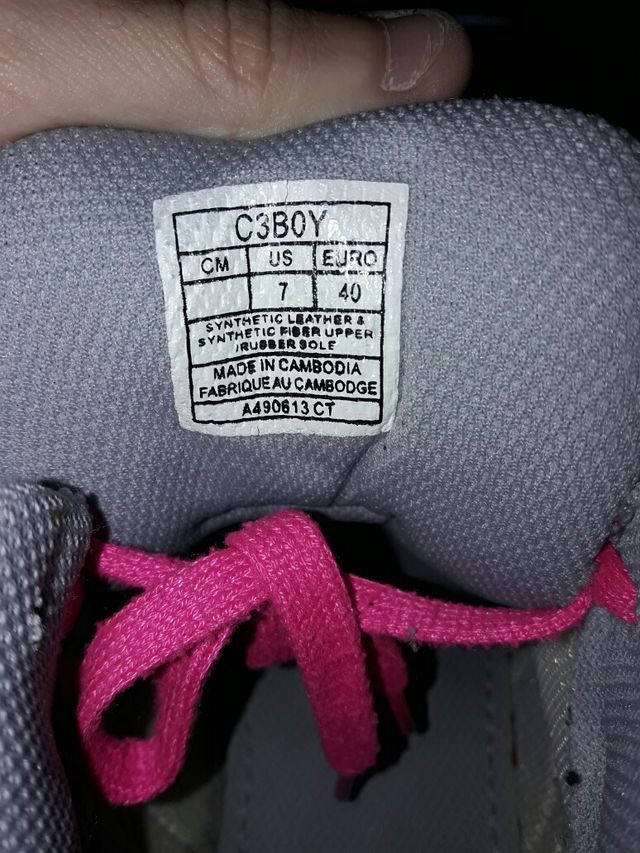 C3B0Y
CM US EURO
7 40
SYNTHETIC LEATHER &
SYNTHETIC FIBER UPPER
/RUBBER SOLE
MADE IN CAMBODIA
FABRIQUE AU CAMBODGE
A490613 CT